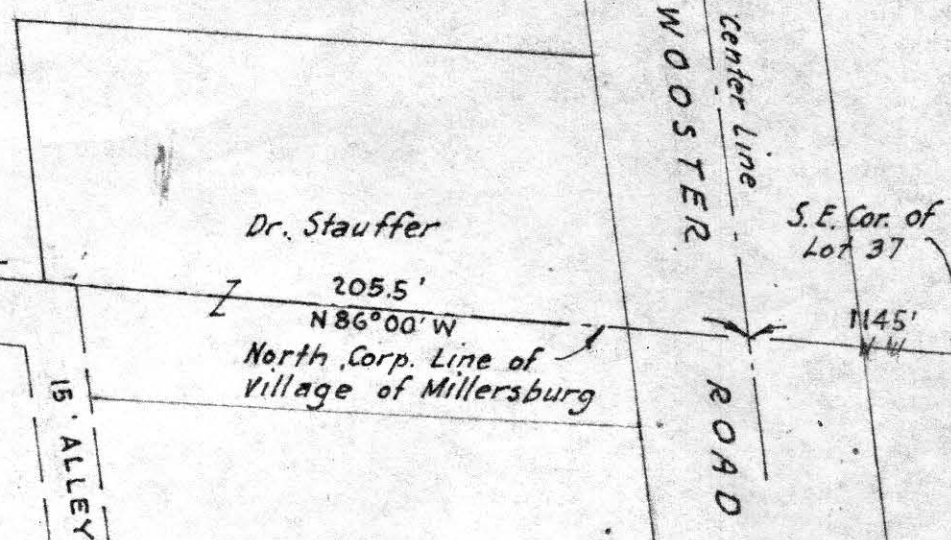 Center Line
WOOSTER
ROAD
S.E. Cor. of
Lot 37
Dr. Stauffer
205.5'
N 86°00' W
North Corp. Line of
Village of Millersburg
1145'
15' ALLEY